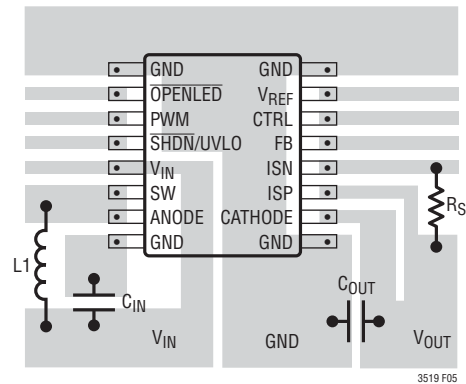 GND GND
OPENLED VREF
PWM CTRL
SHDN/UVLO FB
VIN ISN
SW ISP
ANODE CATHODE
GND GND
RS
L1
CIN
COUT
VIN
GND
VOUT
3519 F05